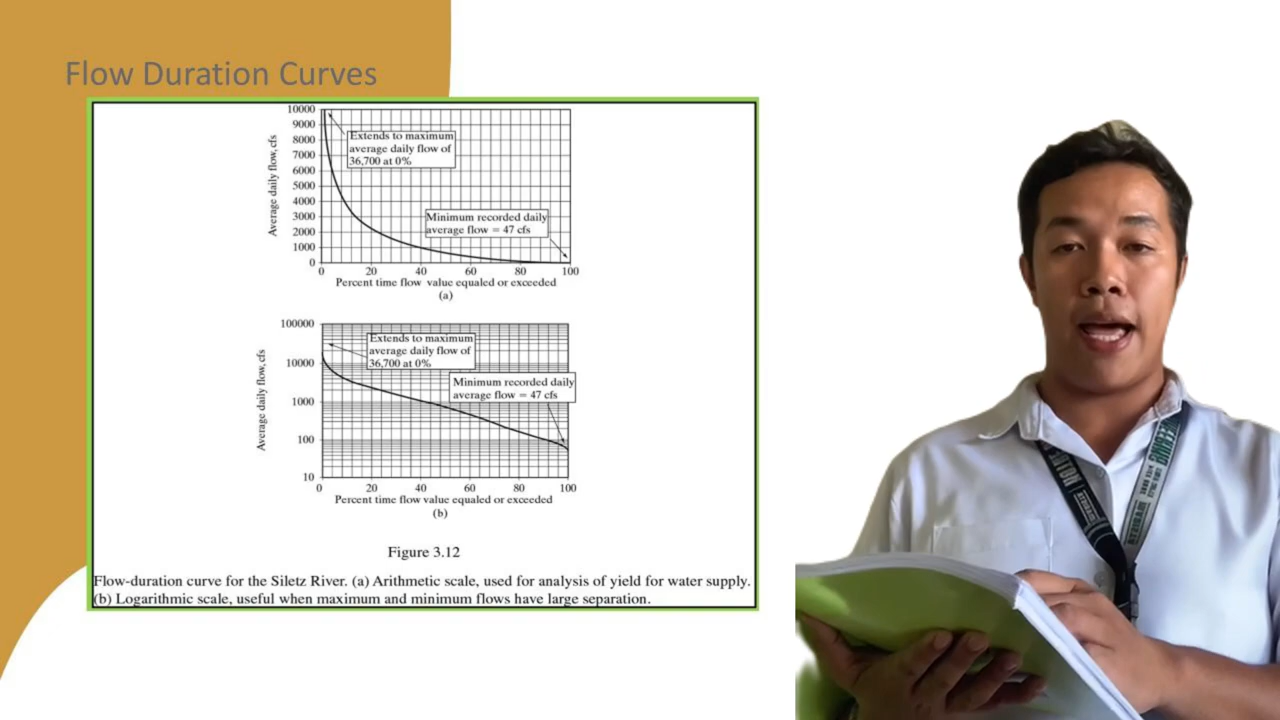 Flow Duration Curves
10000
9000
8000
7000
6000
5000
4000
3000
2000
1000
0
Average daily flow, cfs
Extends to maximum
average daily flow of
36,700 at 0%
Minimum recorded daily
average flow = 47 cfs
0 20 40 60 80 100
Percent time flow value equaled or exceeded
(a)
100000
10000
1000
100
10
Average daily flow, cfs
Extends to maximum
average daily flow of
36,700 at 0%
Minimum recorded daily
average flow = 47 cfs
0 20 40 60 80 100
Percent time flow value equaled or exceeded
(b)
Figure 3.12
Flow-duration curve for the Siletz River. (a) Arithmetic scale, used for analysis of yield for water supply.
(b) Logarithmic scale, useful when maximum and minimum flows have large separation.